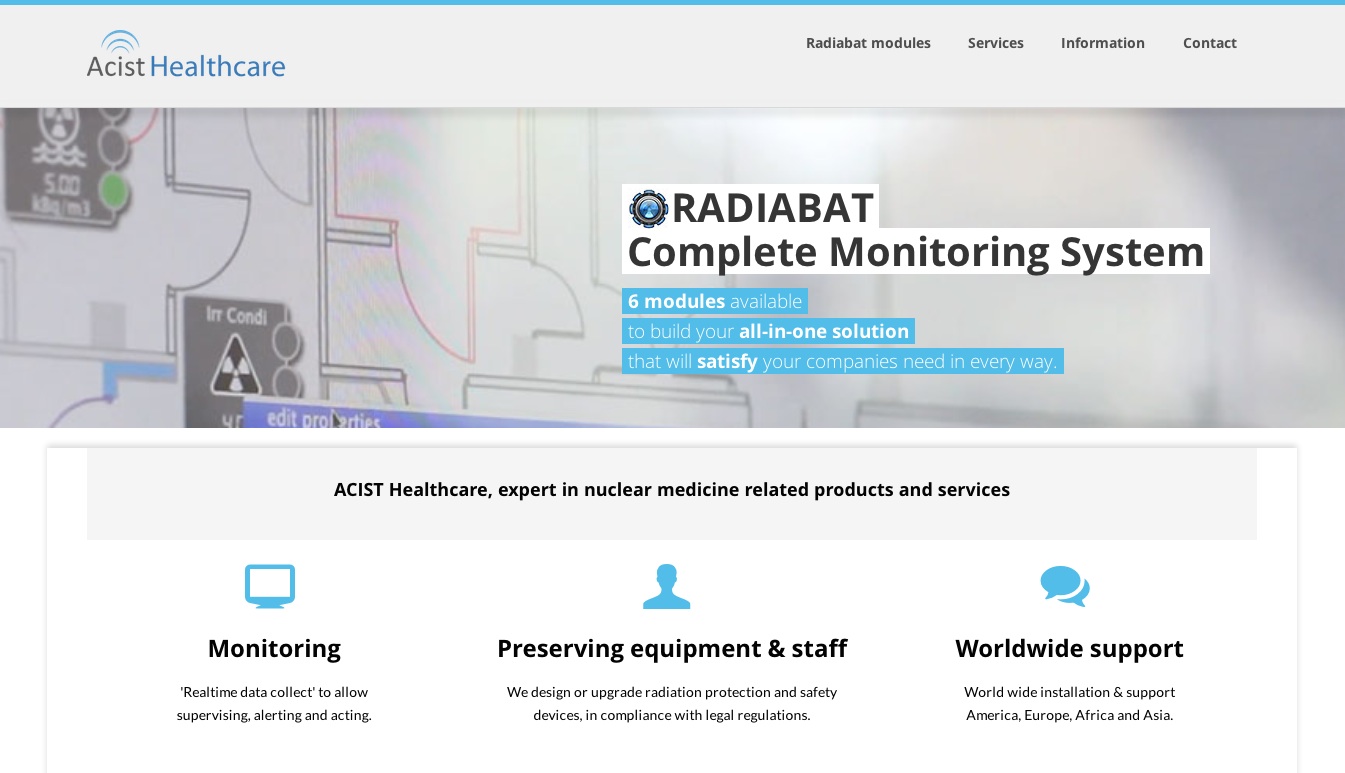 Acist Healthcare
Radiabat modules
Services
Information
Contact
5.00
kBq/m3
Irr Condi
edit properties
RADIABAT
Complete Monitoring System
6 modules available
to build your all-in-one solution
that will satisfy your companies need in every way.
ACIST Healthcare, expert in nuclear medicine related products and services
Monitoring
'Realtime data collect' to allow
supervising, alerting and acting.
Preserving equipment & staff
We design or upgrade radiation protection and safety
devices, in compliance with legal regulations.
Worldwide support
World wide installation & support
America, Europe, Africa and Asia.